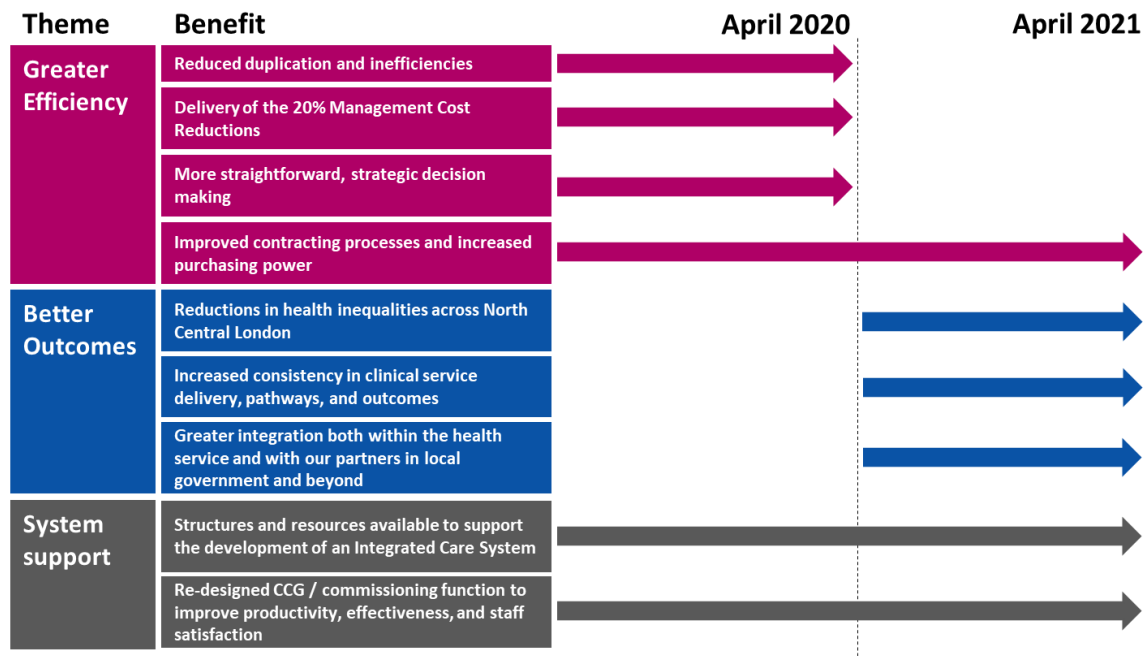 Theme
Benefit
April 2020
April 2021
Greater
Efficiency
Reduced duplication and inefficiencies
Delivery of the 20% Management Cost
Reductions
More straightforward, strategic decision
making
Improved contracting processes and increased
purchasing power
Better
Outcomes
Reductions in health inequalities across North
Central London
Increased consistency in clinical service
delivery, pathways, and outcomes
Greater integration both within the health
service and with our partners in local
government and beyond
System
support
Structures and resources available to support
the development of an Integrated Care System
Re-designed CCG / commissioning function to
improve productivity, effectiveness, and staff
satisfaction